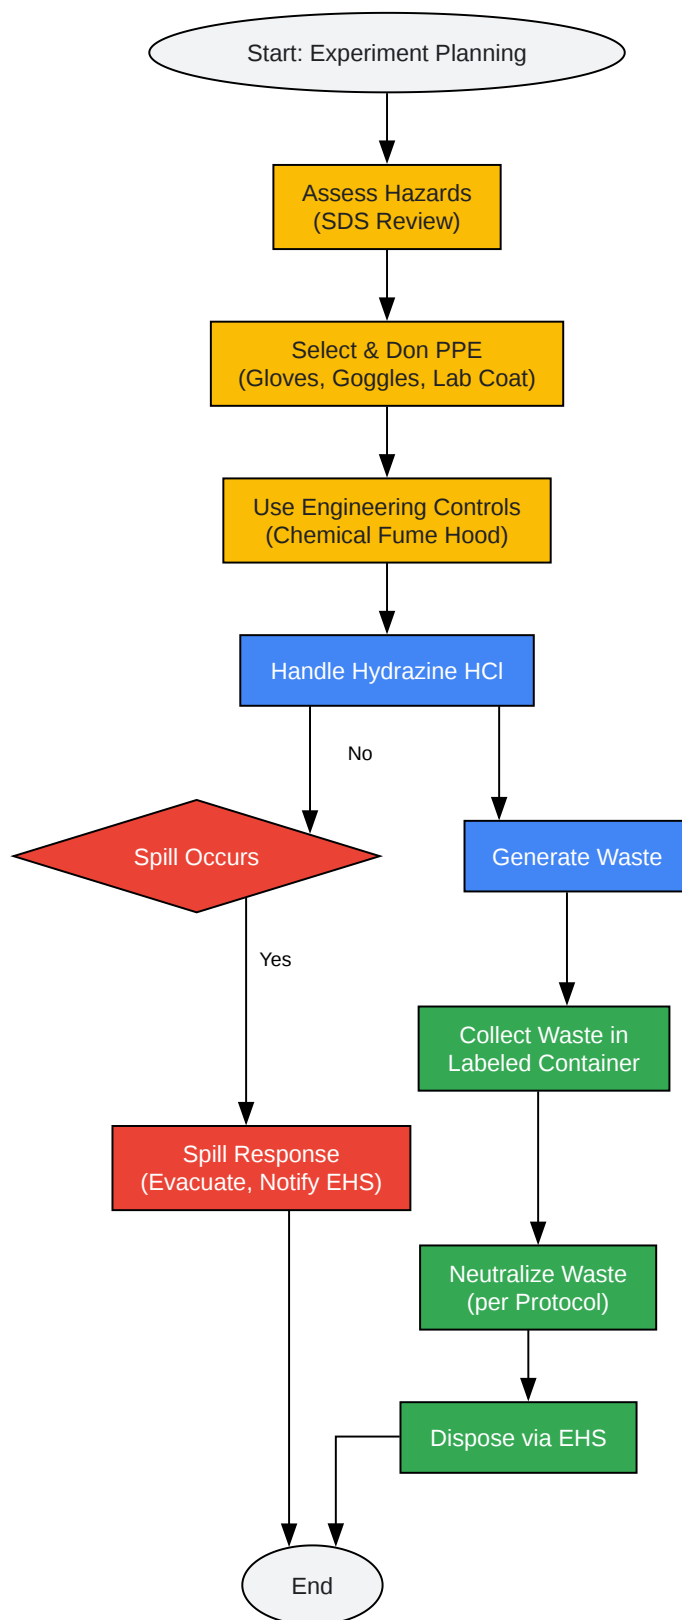 Start: Experiment Planning
Assess Hazards
(SDS Review)
Select & Don PPE
(Gloves, Goggles, Lab Coat)
Use Engineering Controls
(Chemical Fume Hood)
Handle Hydrazine HCl
No
Spill Occurs
Generate Waste
Yes
Collect Waste in
Labeled Container
Spill Response
(Evacuate, Notify EHS)
Neutralize Waste
(per Protocol)
Dispose via EHS
End